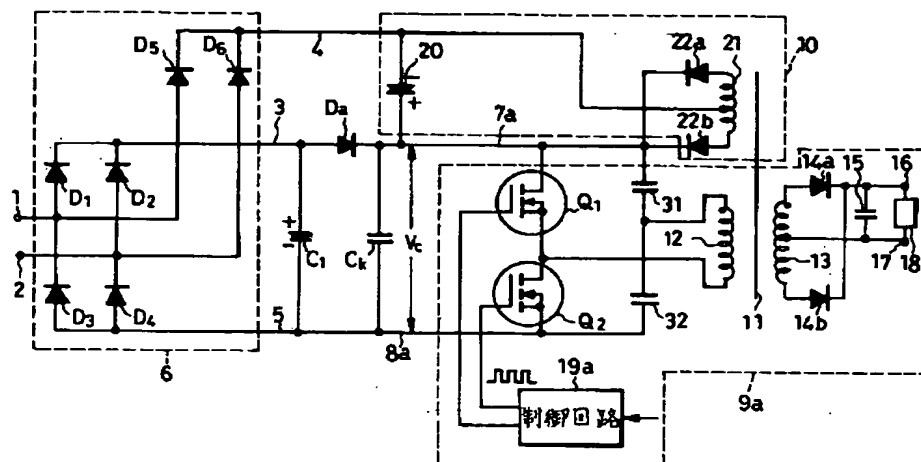 D5 D6 4 20 22a 21 10
3 Da 7a 22b
1 D1 D2 Q1 31 14a 15 16
+ - C1 Ck Vc 12 13 17 18
2 D3 D4 Q2 32 11 14b
5 8a
6 19a 9a
制御回路